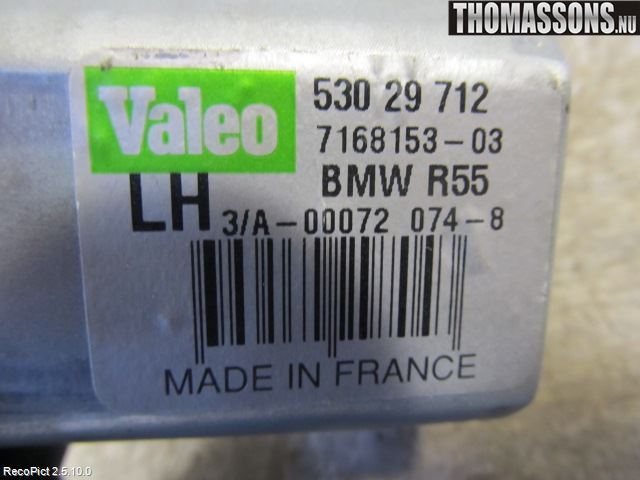 THOMASSONS.NU
Valeo
530 29 712
7168153-03
BMW R55
LH
3/A-00072 074-8
MADE IN FRANCE
RecoPict 2.5.10.0